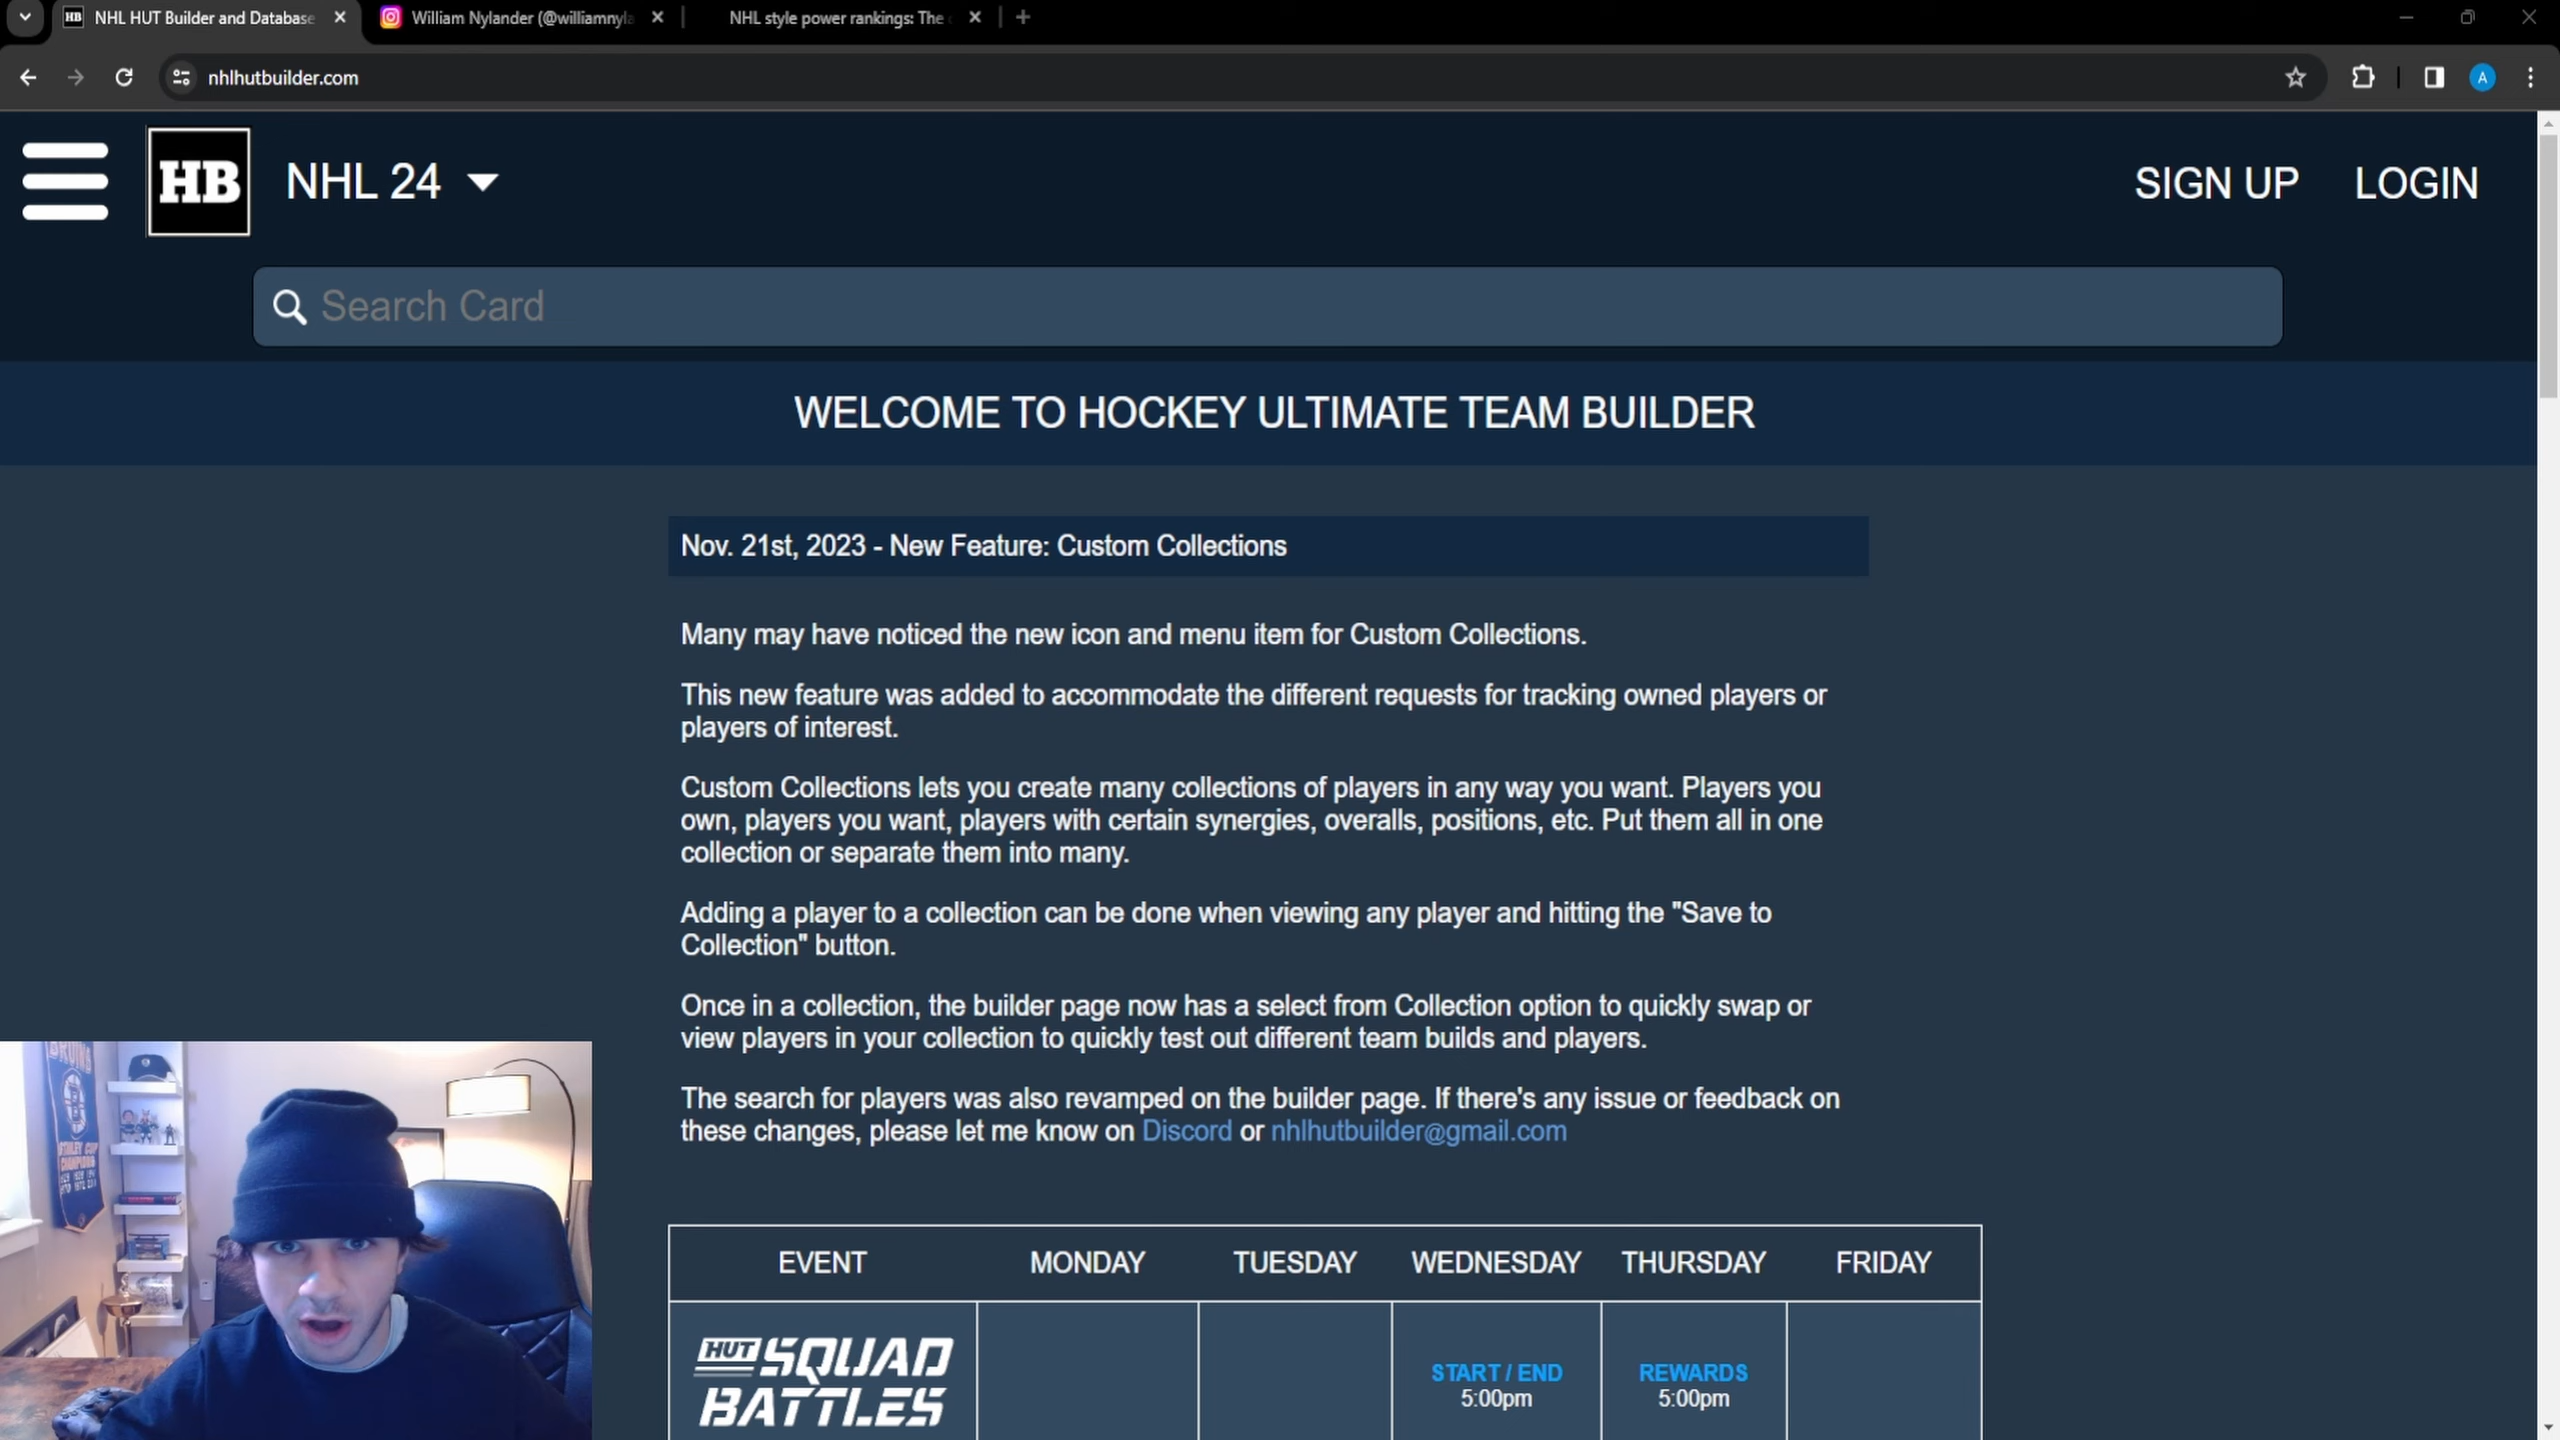 NHL HUT Builder and Database
William Nylander (@williamnyla
NHL style power rankings: The
nhlhutbuilder.com
A
HB
NHL 24
SIGN UP
LOGIN
Search Card
WELCOME TO HOCKEY ULTIMATE TEAM BUILDER
Nov. 21st, 2023 - New Feature: Custom Collections
Many may have noticed the new icon and menu item for Custom Collections.
This new feature was added to accommodate the different requests for tracking owned players or
players of interest.
Custom Collections lets you create many collections of players in any way you want. Players you
own, players you want, players with certain synergies, overalls, positions, etc. Put them all in one
collection or separate them into many.
Adding a player to a collection can be done when viewing any player and hitting the "Save to
Collection" button.
Once in a collection, the builder page now has a select from Collection option to quickly swap or
view players in your collection to quickly test out different team builds and players.
The search for players was also revamped on the builder page. If there's any issue or feedback on
these changes, please let me know on Discord or nhlhutbuilder@gmail.com
EVENT MONDAY TUESDAY WEDNESDAY THURSDAY FRIDAY
HUT SQUAD
BATTLES
START / END
5:00pm
REWARDS
5:00pm
BRUINS
STANLEY CUP
CHAMPIONS